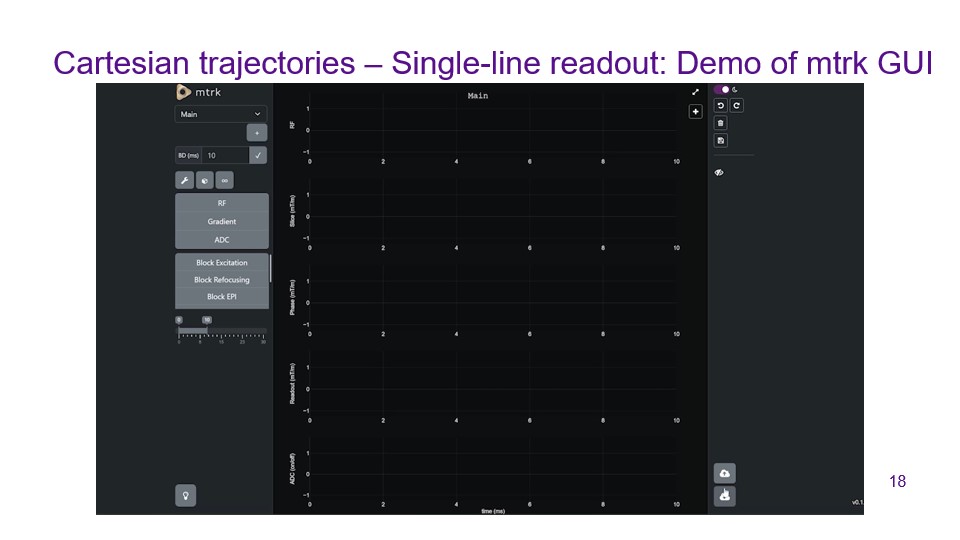 Cartesian trajectories – Single-line readout: Demo of mtrk GUI
mtrk
Main
+
BD (ms) 10 ✓
RF
Gradient
ADC
Block Excitation
Block Refocusing
Block EPI
0 10
0 8 15 23 30
Main
RF
1
0
−1
0 2 4 6 8 10
Slice (mT/m)
1
0
−1
0 2 4 6 8 10
Phase (mT/m)
1
0
−1
0 2 4 6 8 10
Readout (mT/m)
1
0
−1
0 2 4 6 8 10
ADC (on/off)
1
0
−1
0 2 4 6 8 10
time (ms)
+
v0.1.
18